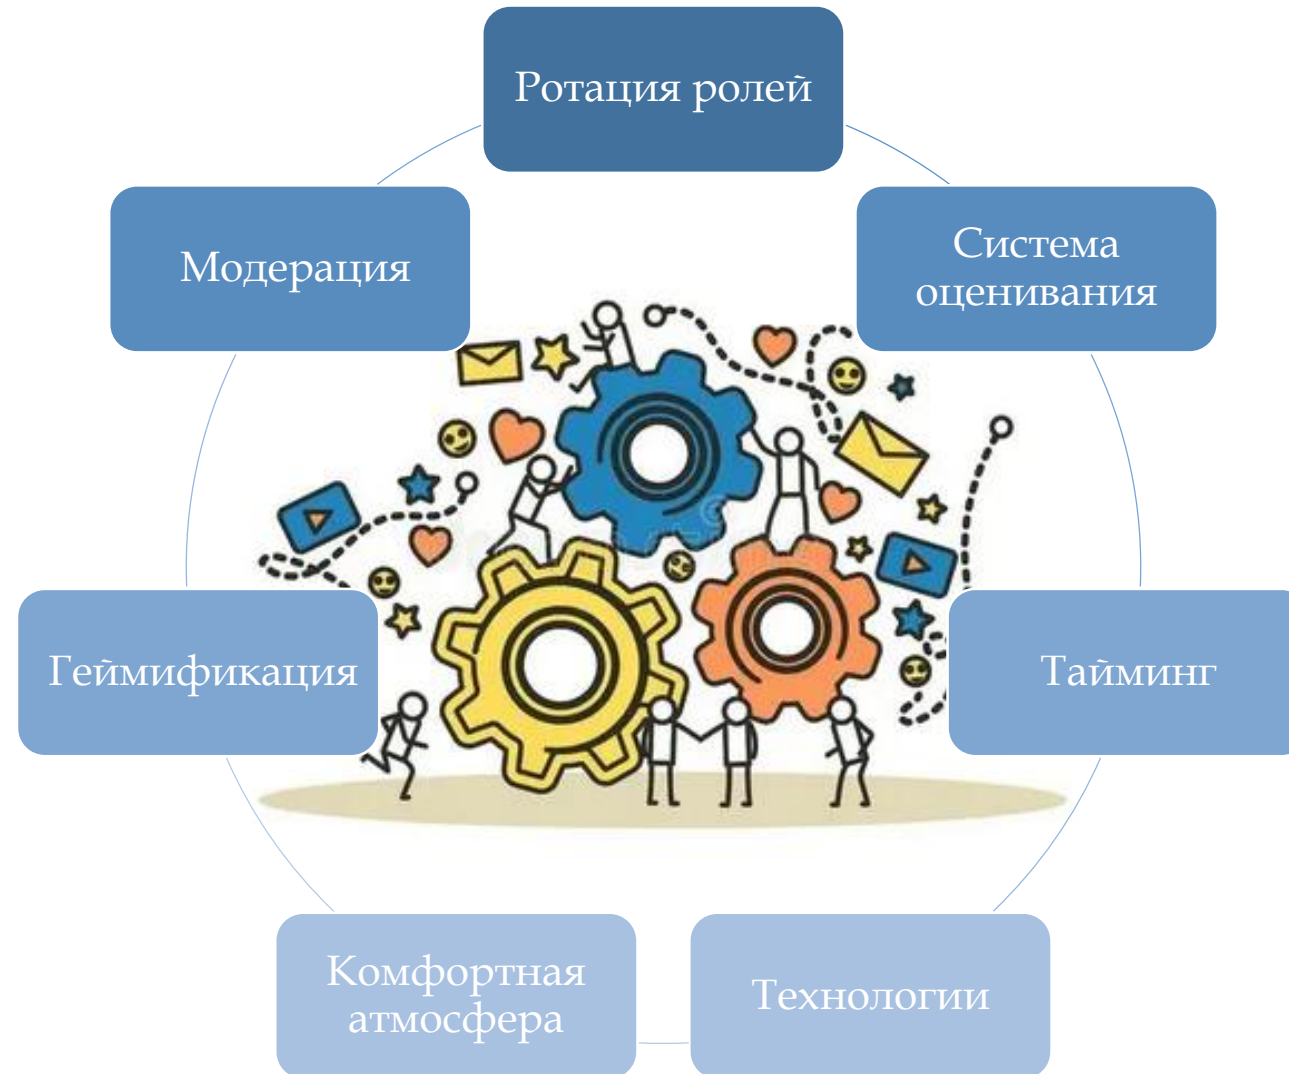 Ротация ролей
Система
оценивания
Тайминг
Технологии
Комфортная
атмосфера
Геймификация
Модерация